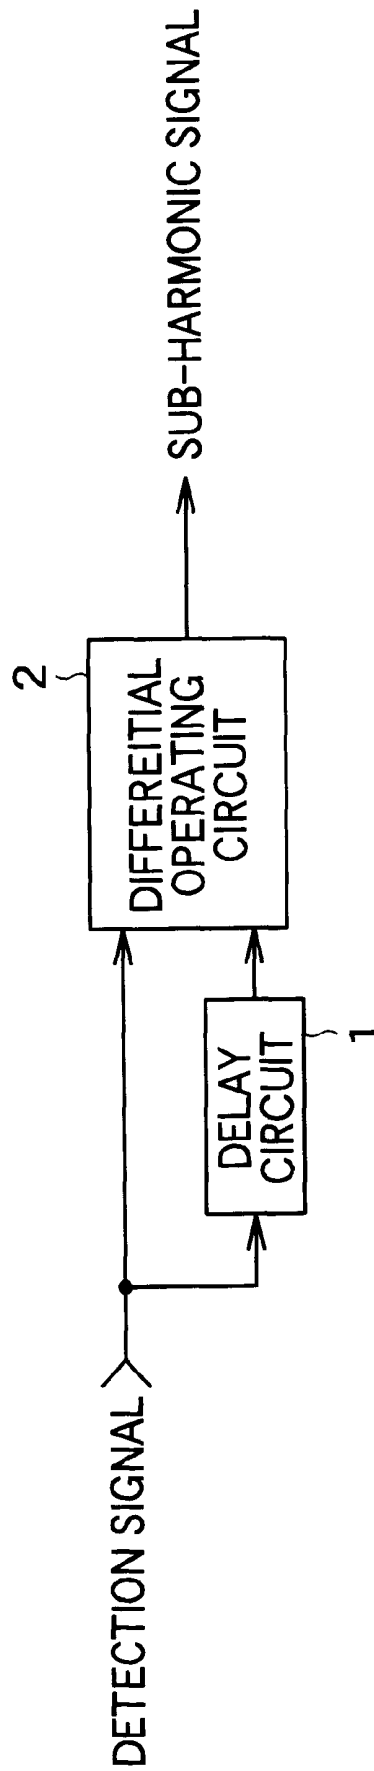 DETECTION SIGNAL
DELAY
CIRCUIT
1
DIFFEREITIAL
OPERATING
CIRCUIT
2
SUB-HARMONIC SIGNAL